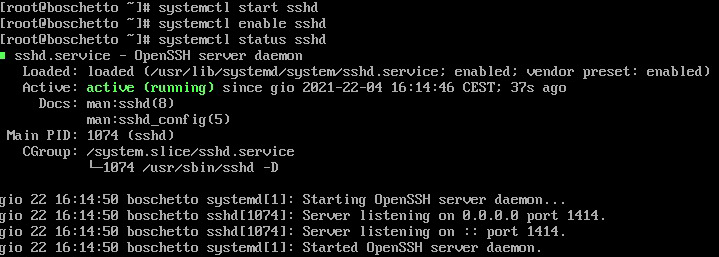 [root@boschetto ~]# systemctl start sshd
[root@boschetto ~]# systemctl enable sshd
[root@boschetto ~]# systemctl status sshd
■ sshd.service - OpenSSH server daemon
   Loaded: loaded (/usr/lib/systemd/system/sshd.service; enabled; vendor preset: enabled)
   Active: active (running) since gio 2021-22-04 16:14:46 CEST; 37s ago
     Docs: man:sshd(8)
           man:sshd_config(5)
 Main PID: 1074 (sshd)
   CGroup: /system.slice/sshd.service
           └─1074 /usr/sbin/sshd -D

gio 22 16:14:50 boschetto systemd[1]: Starting OpenSSH server daemon...
gio 22 16:14:50 boschetto sshd[1074]: Server listening on 0.0.0.0 port 1414.
gio 22 16:14:50 boschetto sshd[1074]: Server listening on :: port 1414.
gio 22 16:14:50 boschetto systemd[1]: Started OpenSSH server daemon.